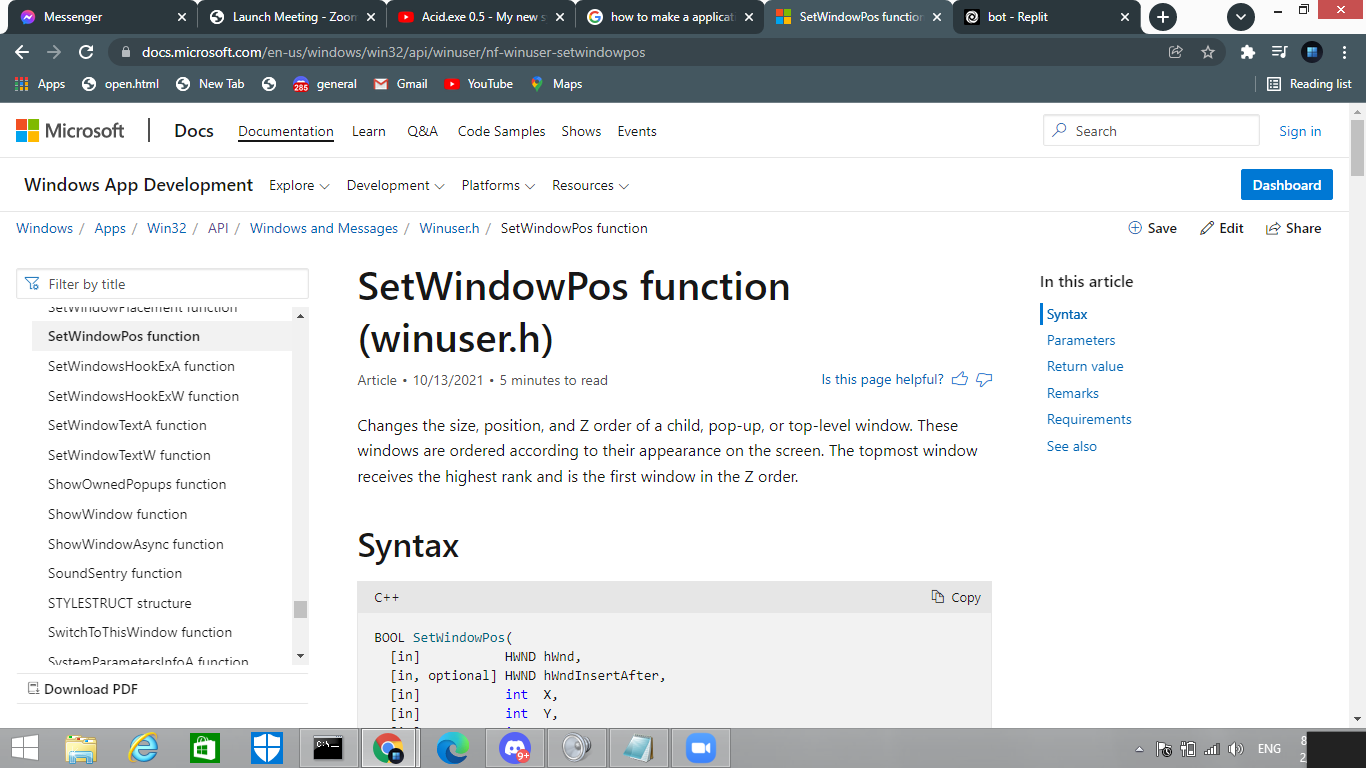 Messenger
Launch Meeting - Zoom
Acid.exe 0.5 - My new s
how to make a applicati
SetWindowPos function
bot - Replit
docs.microsoft.com/en-us/windows/win32/api/winuser/nf-winuser-setwindowpos
Apps open.html New Tab 285 general Gmail YouTube Maps Reading list
Microsoft Docs Documentation Learn Q&A Code Samples Shows Events Search Sign in
Windows App Development Explore Development Platforms Resources Dashboard
Windows / Apps / Win32 / API / Windows and Messages / Winuser.h / SetWindowPos function Save Edit Share
Filter by title
SetWindowPlacement function
SetWindowPos function
SetWindowsHookExA function
SetWindowsHookExW function
SetWindowTextA function
SetWindowTextW function
ShowOwnedPopups function
ShowWindow function
ShowWindowAsync function
SoundSentry function
STYLESTRUCT structure
SwitchToThisWindow function
SystemParametersInfoA function
Download PDF
SetWindowPos function
(winuser.h)
Article • 10/13/2021 • 5 minutes to read
Is this page helpful?
Changes the size, position, and Z order of a child, pop-up, or top-level window. These
windows are ordered according to their appearance on the screen. The topmost window
receives the highest rank and is the first window in the Z order.
Syntax
C++ Copy
BOOL SetWindowPos(
[in] HWND hWnd,
[in, optional] HWND hWndInsertAfter,
[in] int X,
[in] int Y,
In this article
Syntax
Parameters
Return value
Remarks
Requirements
See also
C:\_
9+
ENG